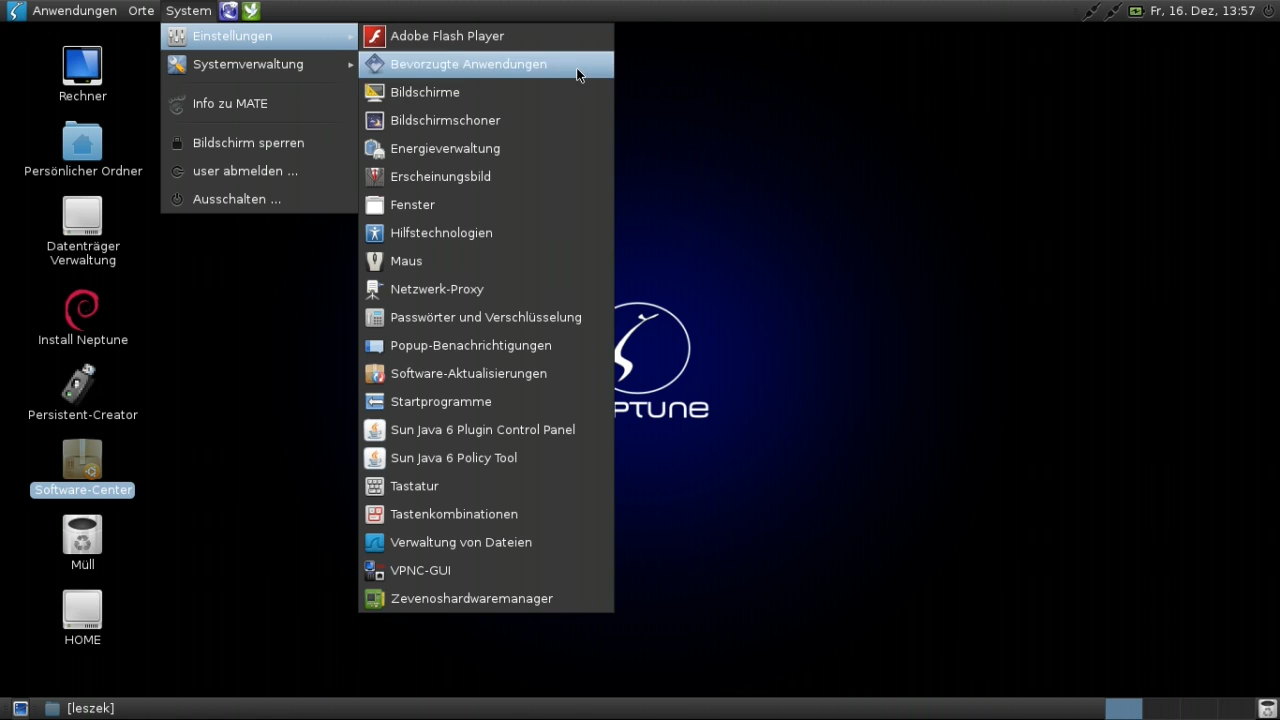 Anwendungen Orte System Fr, 16. Dez, 13:57
Einstellungen
Systemverwaltung
Info zu MATE
Bildschirm sperren
user abmelden ...
Ausschalten ...
Adobe Flash Player
Bevorzugte Anwendungen
Bildschirme
Bildschirmschoner
Energieverwaltung
Erscheinungsbild
Fenster
Hilfstechnologien
Maus
Netzwerk-Proxy
Passwörter und Verschlüsselung
Popup-Benachrichtigungen
Software-Aktualisierungen
Startprogramme
Sun Java 6 Plugin Control Panel
Sun Java 6 Policy Tool
Tastatur
Tastenkombinationen
Verwaltung von Dateien
VPNC-GUI
Zevenoshardwaremanager
Rechner
Persönlicher Ordner
Datenträger
Verwaltung
Install Neptune
Persistent-Creator
Software-Center
Müll
HOME
PTUNE
[leszek]